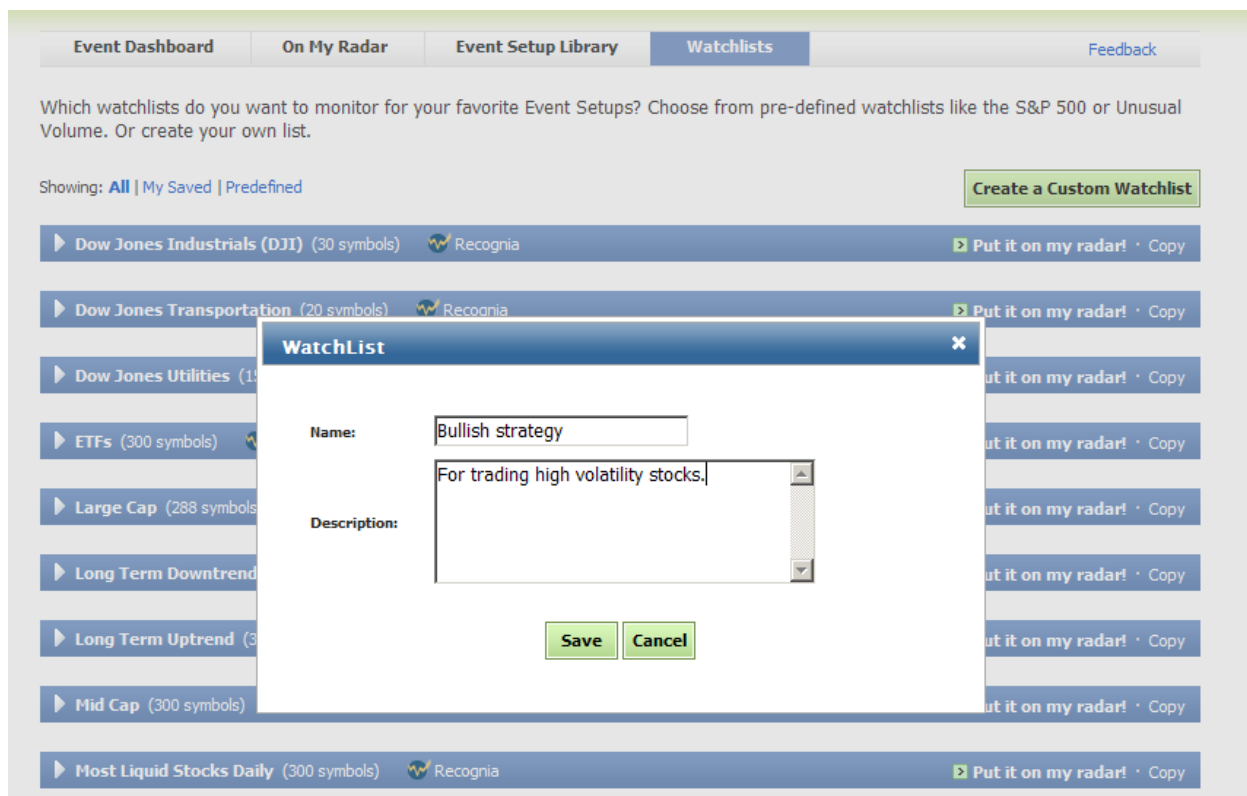 Event Dashboard
On My Radar
Event Setup Library
Watchlists
Feedback
Which watchlists do you want to monitor for your favorite Event Setups? Choose from pre-defined watchlists like the S&P 500 or Unusual
Volume. Or create your own list.
Showing: All | My Saved | Predefined
Create a Custom Watchlist
Dow Jones Industrials (DJI) (30 symbols) Recognia Put it on my radar! · Copy
Dow Jones Transportation (20 symbols) Recognia Put it on my radar! · Copy
WatchList
Dow Jones Utilities ut it on my radar! · Copy
Name: Bullish strategy
ETFs (300 symbols) ut it on my radar! · Copy
For trading high volatility stocks.
Large Cap (288 symbols ut it on my radar! · Copy
Description:
Long Term Downtrend ut it on my radar! · Copy
Long Term Uptrend ut it on my radar! · Copy
Save Cancel
Mid Cap (300 symbols) ut it on my radar! · Copy
Most Liquid Stocks Daily (300 symbols) Recognia Put it on my radar! · Copy